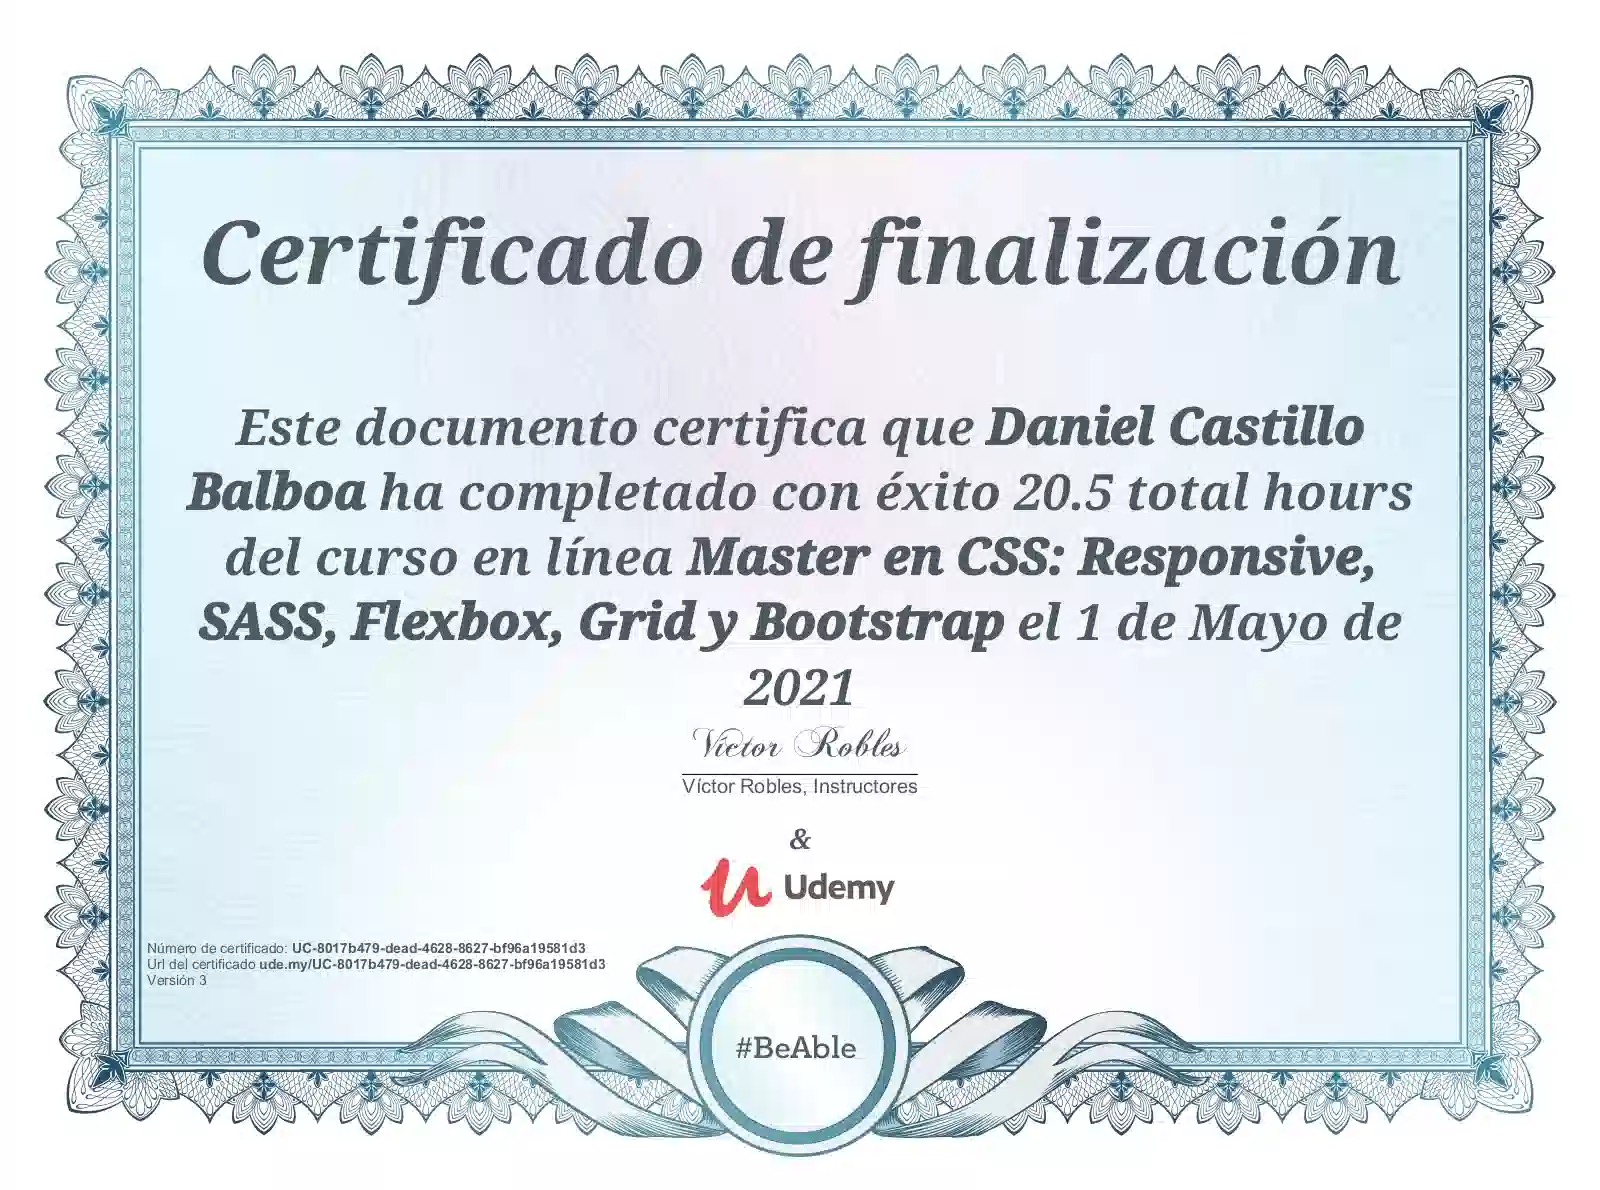 Certificado de finalización
Este documento certifica que Daniel Castillo
Balboa ha completado con éxito 20.5 total hours
del curso en línea Master en CSS: Responsive,
SASS, Flexbox, Grid y Bootstrap el 1 de Mayo de
2021
Víctor Robles
Víctor Robles, Instructores
&
Udemy
Número de certificado: UC-8017b479-dead-4628-8627-bf96a19581d3
Url del certificado ude.my/UC-8017b479-dead-4628-8627-bf96a19581d3
Versión 3
#BeAble